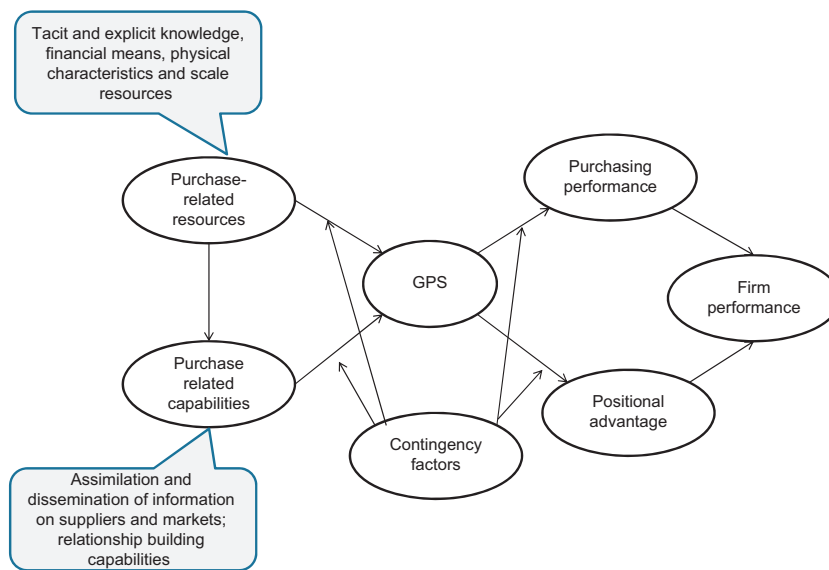 Tacit and explicit knowledge,
financial means, physical
characteristics and scale
resources
Purchase-
related
resources
Purchasing
performance
GPS
Firm
performance
Purchase
related
capabilities
Contingency
factors
Positional
advantage
Assimilation and
dissemination of information
on suppliers and markets;
relationship building
capabilities